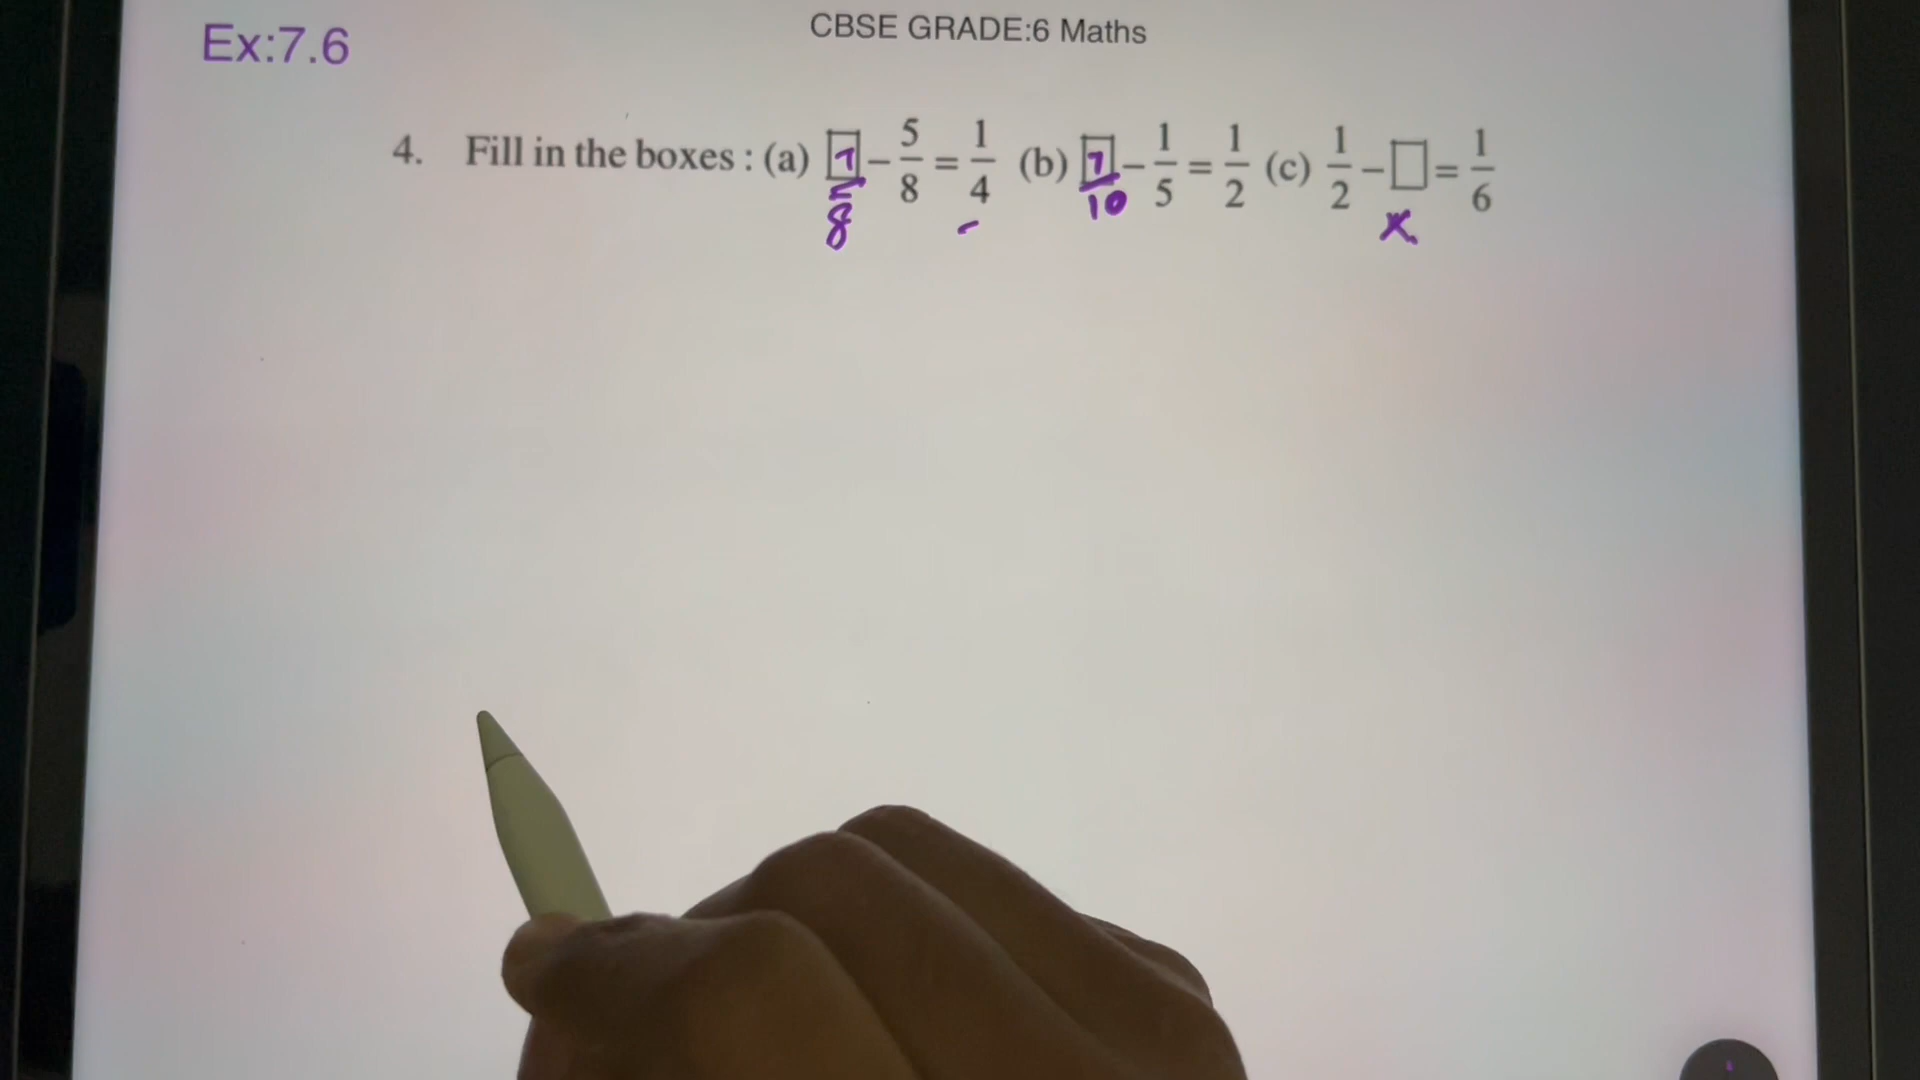 Ex:7.6
CBSE GRADE:6 Maths
4. Fill in the boxes : (a) □ 7/8 − 5/8 = 1/4 (b) □ 7/10 − 1/5 = 1/2 (c) 1/2 − □ = 1/6
x